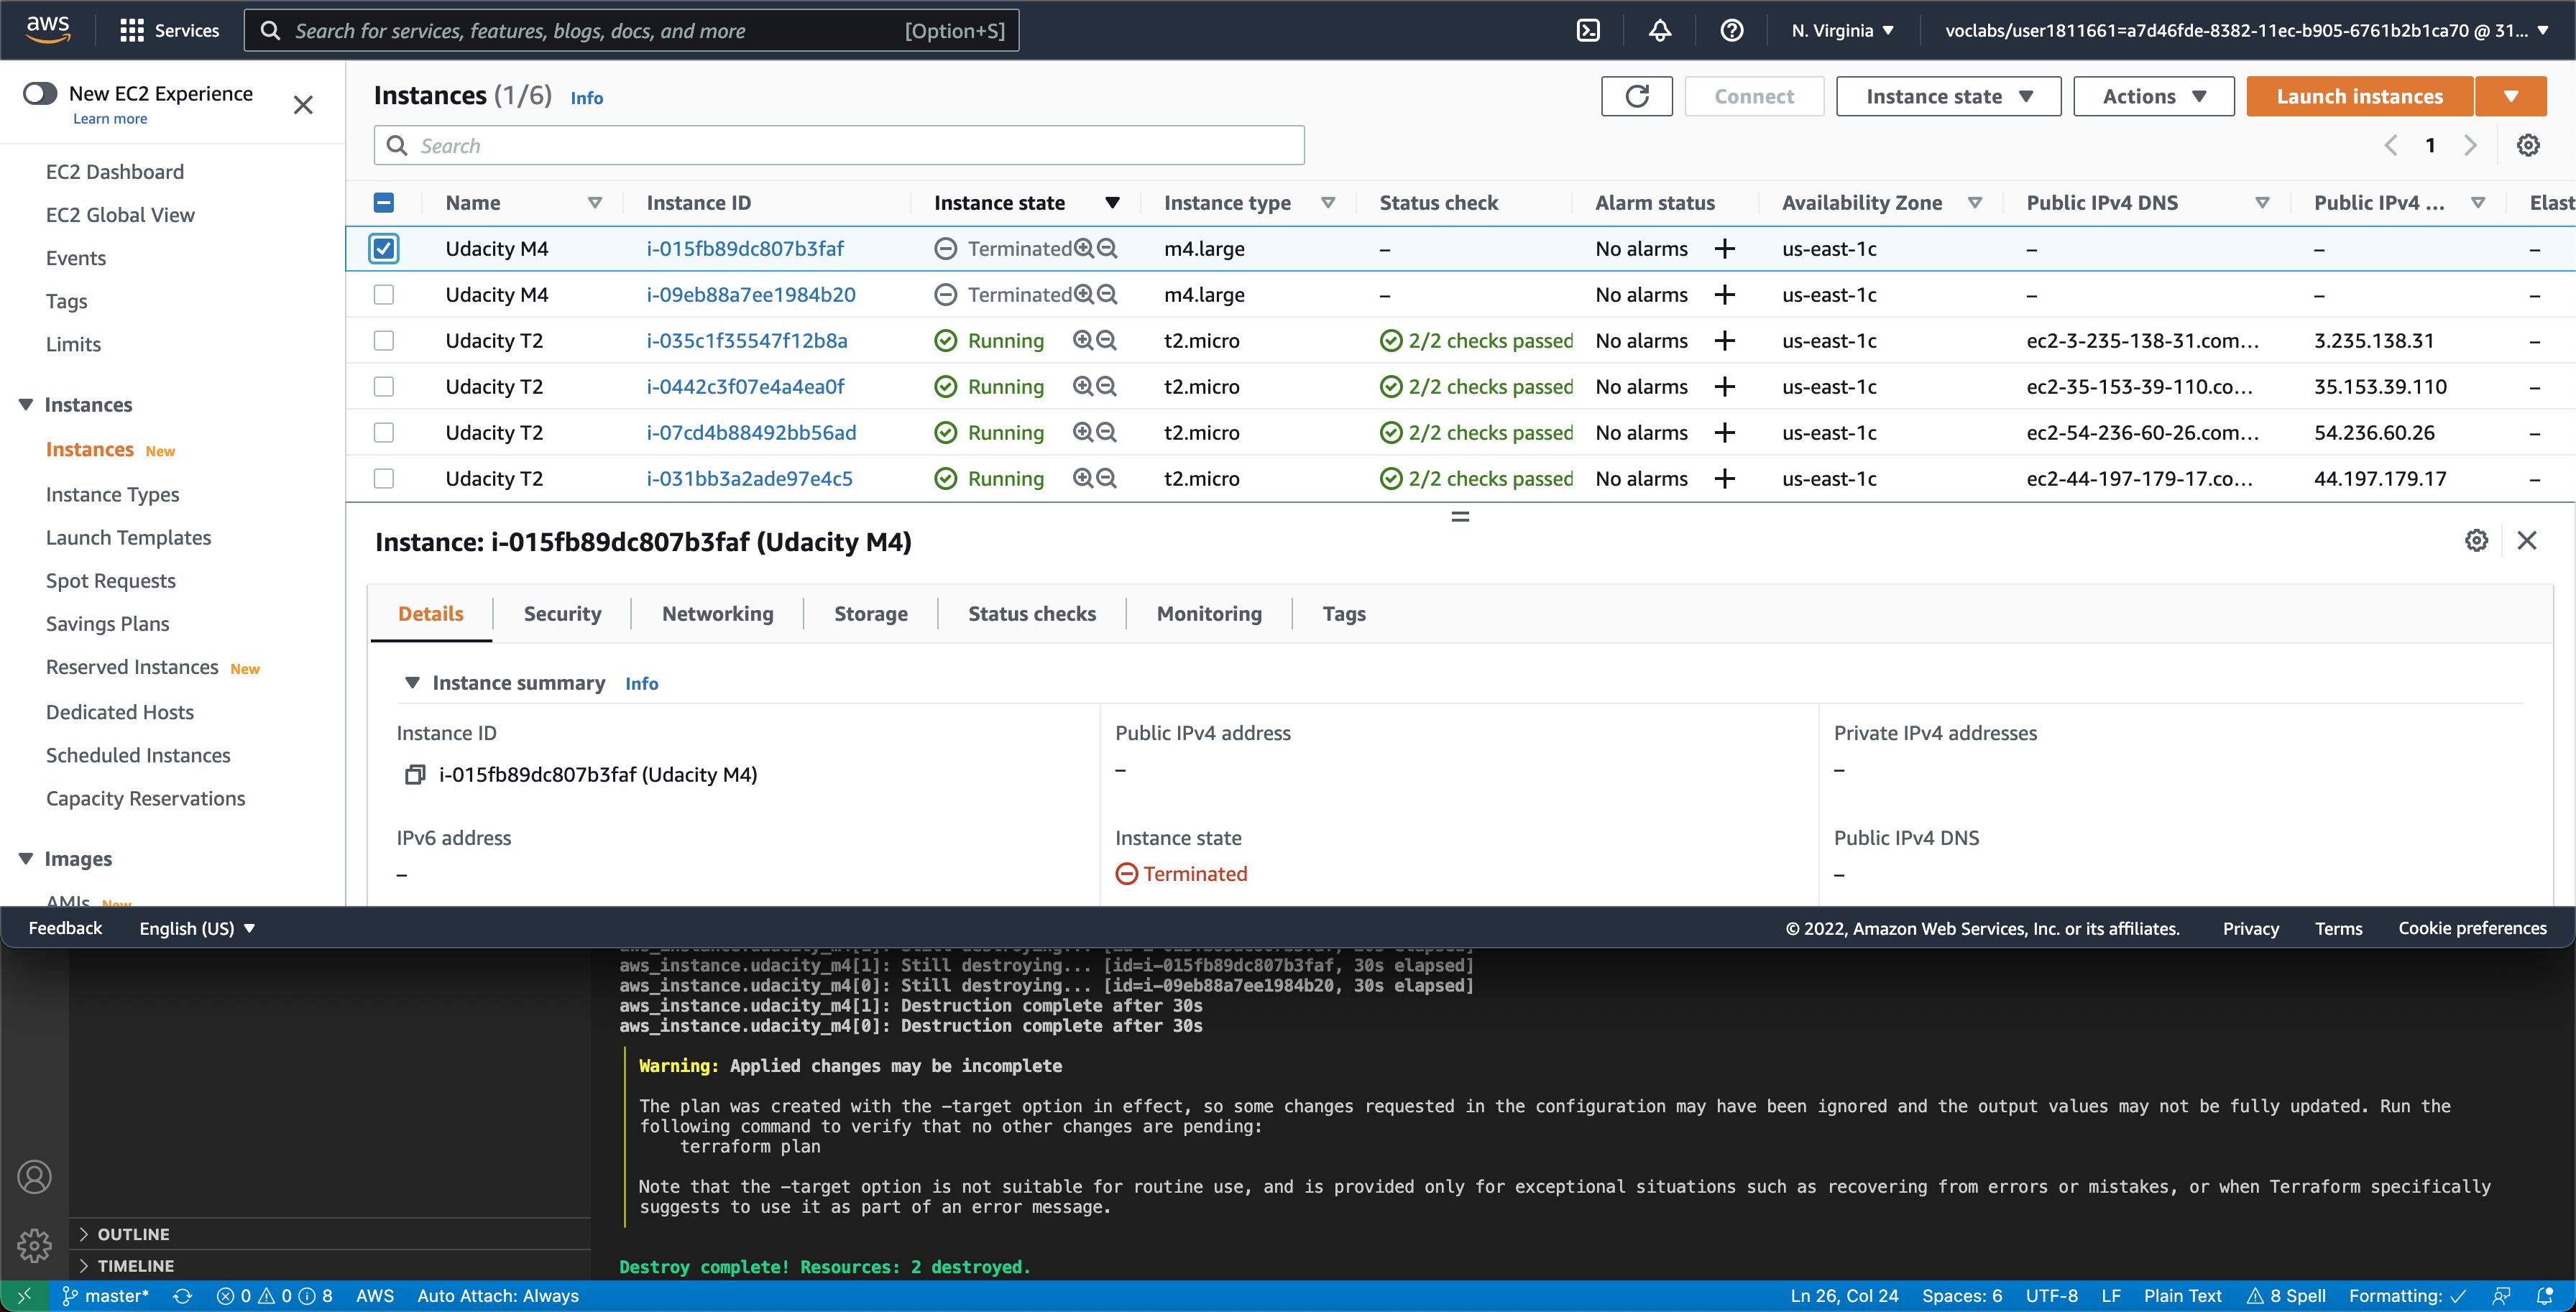 aws Services Search for services, features, blogs, docs, and more [Option+S] N. Virginia voclabs/user1811661=a7d46fde-8382-11ec-b905-6761b2b1ca70 @ 31...
New EC2 Experience
Learn more
EC2 Dashboard
EC2 Global View
Events
Tags
Limits
Instances
Instances New
Instance Types
Launch Templates
Spot Requests
Savings Plans
Reserved Instances New
Dedicated Hosts
Scheduled Instances
Capacity Reservations
Images
AMIs New
Instances (1/6) Info
Connect Instance state Actions Launch instances
Search
1
Name Instance ID Instance state Instance type Status check Alarm status Availability Zone Public IPv4 DNS Public IPv4 ... Elast
Udacity M4 i-015fb89dc807b3faf Terminated m4.large – No alarms + us-east-1c – – –
Udacity M4 i-09eb88a7ee1984b20 Terminated m4.large – No alarms + us-east-1c – – –
Udacity T2 i-035c1f35547f12b8a Running t2.micro 2/2 checks passed No alarms + us-east-1c ec2-3-235-138-31.com... 3.235.138.31 –
Udacity T2 i-0442c3f07e4a4ea0f Running t2.micro 2/2 checks passed No alarms + us-east-1c ec2-35-153-39-110.co... 35.153.39.110 –
Udacity T2 i-07cd4b88492bb56ad Running t2.micro 2/2 checks passed No alarms + us-east-1c ec2-54-236-60-26.com... 54.236.60.26 –
Udacity T2 i-031bb3a2ade97e4c5 Running t2.micro 2/2 checks passed No alarms + us-east-1c ec2-44-197-179-17.co... 44.197.179.17 –
Instance: i-015fb89dc807b3faf (Udacity M4)
Details Security Networking Storage Status checks Monitoring Tags
Instance summary Info
Instance ID
i-015fb89dc807b3faf (Udacity M4)
Public IPv4 address
–
Private IPv4 addresses
–
IPv6 address
–
Instance state
Terminated
Public IPv4 DNS
–
Feedback English (US) © 2022, Amazon Web Services, Inc. or its affiliates. Privacy Terms Cookie preferences
aws_instance.udacity_m4[1]: Still destroying... [id=i-015fb89dc807b3faf, 30s elapsed]
aws_instance.udacity_m4[0]: Still destroying... [id=i-09eb88a7ee1984b20, 30s elapsed]
aws_instance.udacity_m4[1]: Destruction complete after 30s
aws_instance.udacity_m4[0]: Destruction complete after 30s
Warning: Applied changes may be incomplete
The plan was created with the -target option in effect, so some changes requested in the configuration may have been ignored and the output values may not be fully updated. Run the
following command to verify that no other changes are pending:
terraform plan
Note that the -target option is not suitable for routine use, and is provided only for exceptional situations such as recovering from errors or mistakes, or when Terraform specifically
suggests to use it as part of an error message.
Destroy complete! Resources: 2 destroyed.
OUTLINE
TIMELINE
master* 0 0 8 AWS Auto Attach: Always Ln 26, Col 24 Spaces: 6 UTF-8 LF Plain Text 8 Spell Formatting: ✓